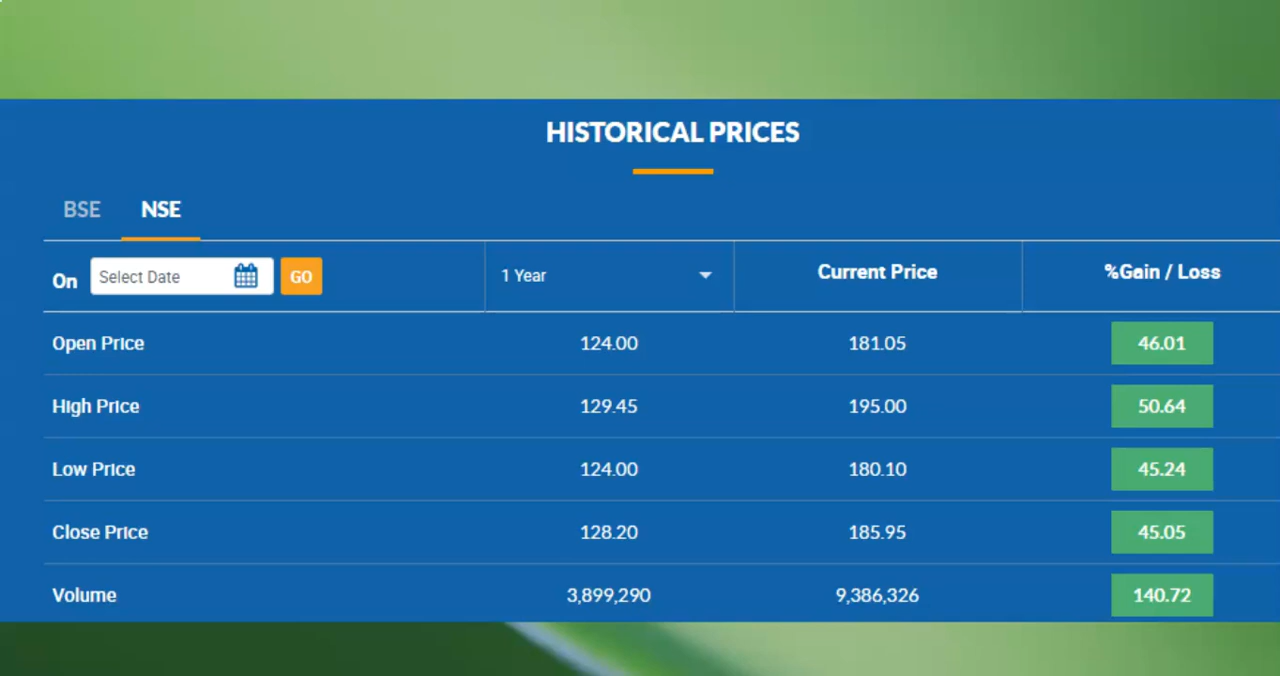 HISTORICAL PRICES
BSE NSE
On Select Date GO 1 Year Current Price %Gain / Loss
Open Price 124.00 181.05 46.01
High Price 129.45 195.00 50.64
Low Price 124.00 180.10 45.24
Close Price 128.20 185.95 45.05
Volume 3,899,290 9,386,326 140.72